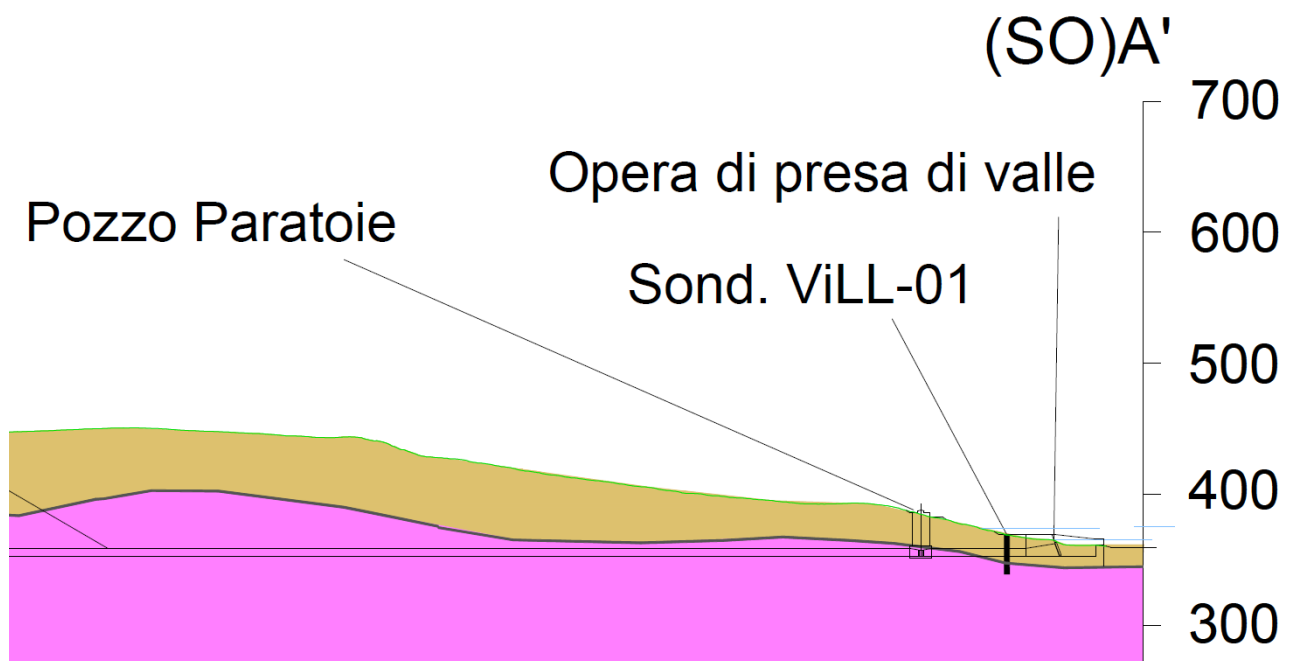 (SO)A'
700
Opera di presa di valle
Pozzo Paratoie
600
Sond. ViLL-01
500
400
300